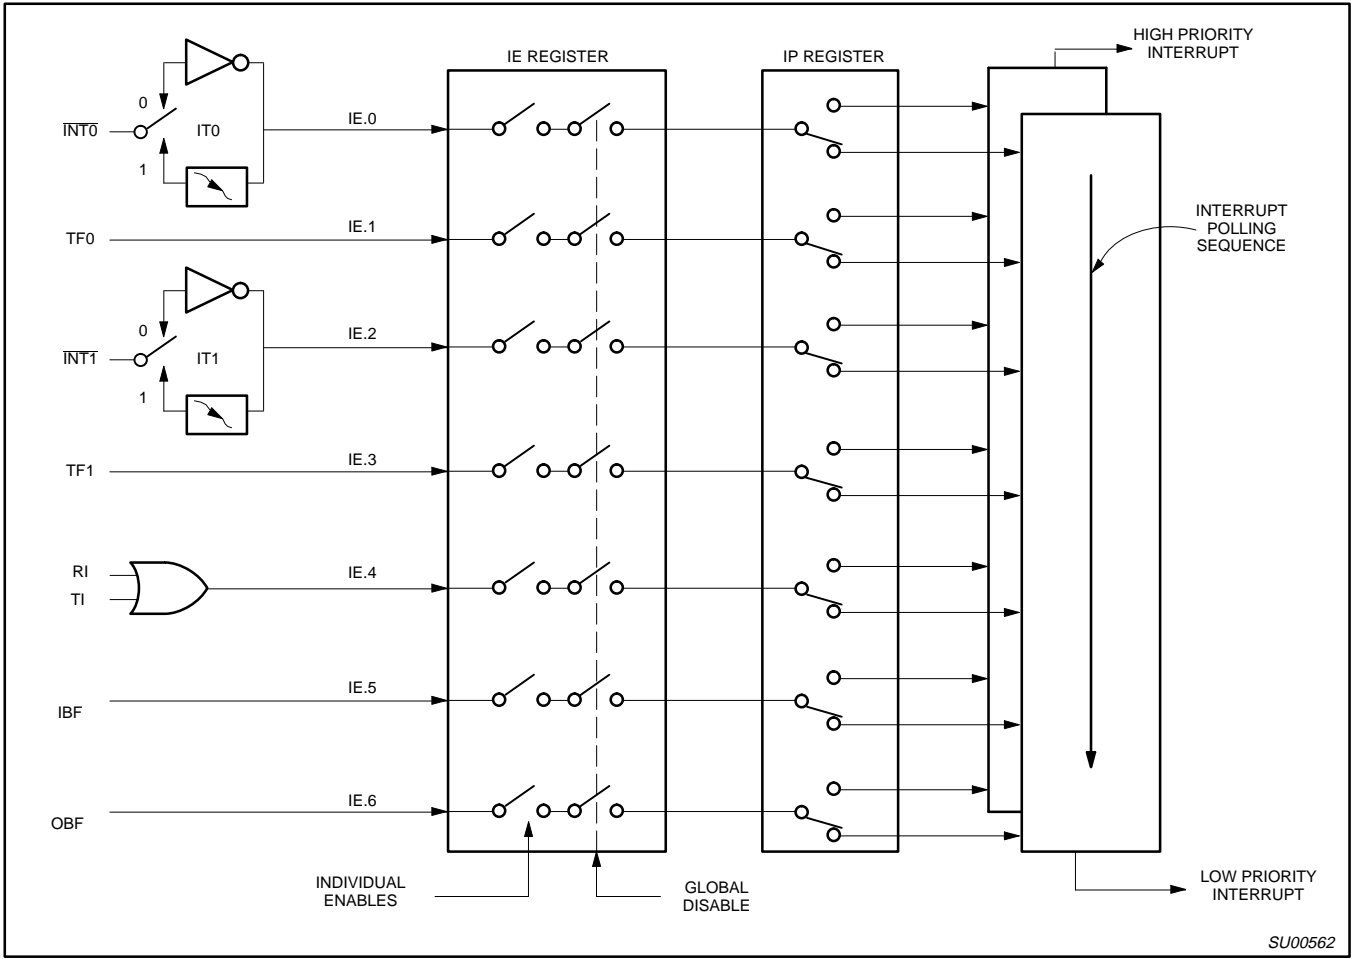 HIGH PRIORITY
INTERRUPT
IE REGISTER
IP REGISTER
0
INT0
IT0
IE.0
1
TF0
IE.1
INTERRUPT
POLLING
SEQUENCE
0
INT1
IT1
IE.2
1
TF1
IE.3
RI
TI
IE.4
IBF
IE.5
OBF
IE.6
INDIVIDUAL
ENABLES
GLOBAL
DISABLE
LOW PRIORITY
INTERRUPT
SU00562